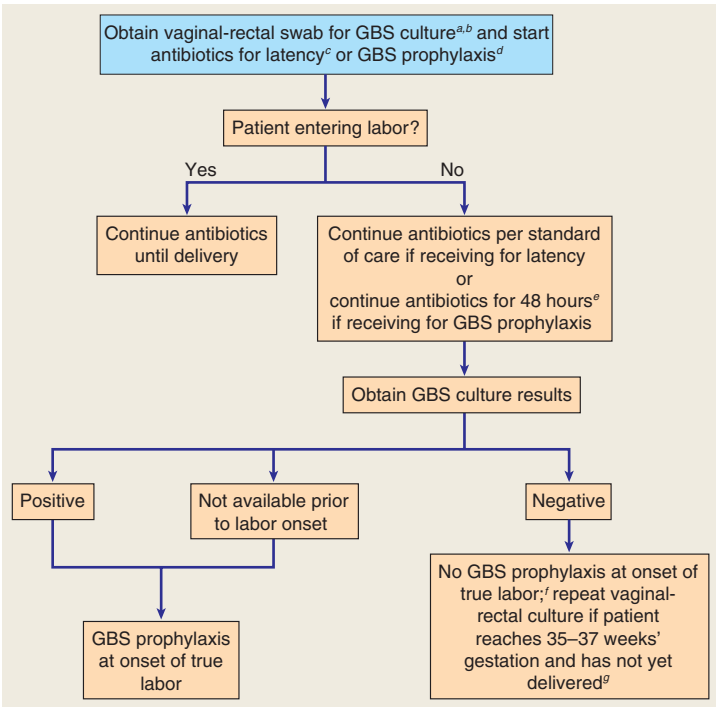 Obtain vaginal-rectal swab for GBS culturea,b and start
antibiotics for latencyc or GBS prophylaxisd
Patient entering labor?
Yes
No
Continue antibiotics
until delivery
Continue antibiotics per standard
of care if receiving for latency
or
continue antibiotics for 48 hourse
if receiving for GBS prophylaxis
Obtain GBS culture results
Positive
Not available prior
to labor onset
Negative
GBS prophylaxis
at onset of true
labor
No GBS prophylaxis at onset of
true labor;f repeat vaginal-
rectal culture if patient
reaches 35–37 weeks’
gestation and has not yet
deliveredg